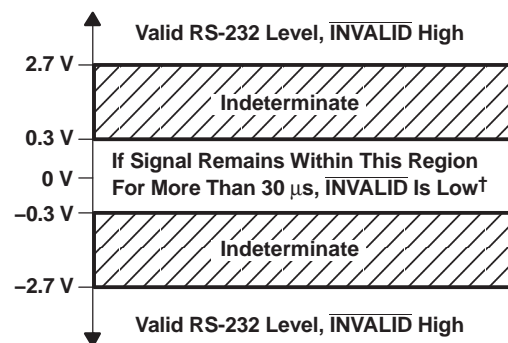 Valid RS-232 Level, INVALID High
2.7 V
Indeterminate
0.3 V
If Signal Remains Within This Region
0 V
For More Than 30 μs, INVALID Is Low†
−0.3 V
Indeterminate
−2.7 V
Valid RS-232 Level, INVALID High